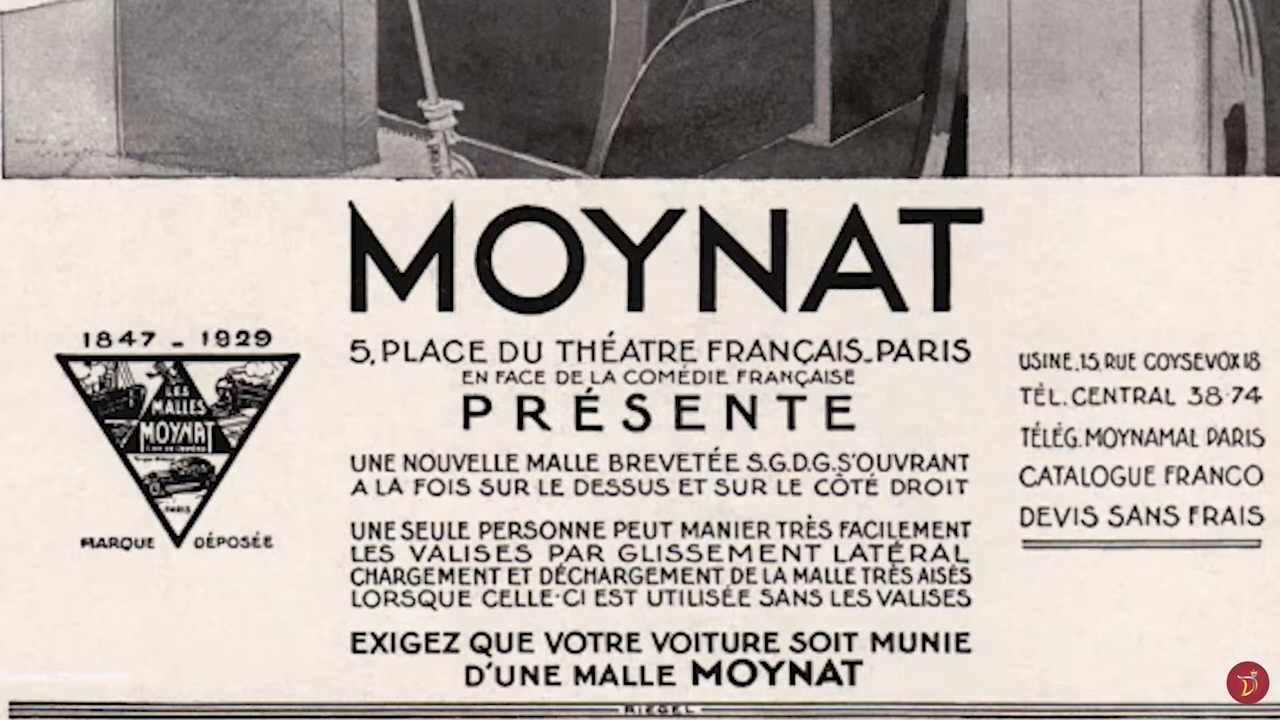 MOYNAT
5, PLACE DU THÉATRE FRANÇAIS_PARIS
EN FACE DE LA COMÉDIE FRANÇAISE
PRÉSENTE
UNE NOUVELLE MALLE BREVETÉE S.G.D.G. S'OUVRANT
A LA FOIS SUR LE DESSUS ET SUR LE CÔTÉ DROIT
UNE SEULE PERSONNE PEUT MANIER TRÈS FACILEMENT
LES VALISES PAR GLISSEMENT LATÉRAL
CHARGEMENT ET DÉCHARGEMENT DE LA MALLE TRÈS AISÉS
LORSQUE CELLE-CI EST UTILISÉE SANS LES VALISES
EXIGEZ QUE VOTRE VOITURE SOIT MUNIE
D'UNE MALLE MOYNAT
1847 - 1929
LES
MALLES
MOYNAT
PARIS
MARQUE DÉPOSÉE
USINE. 15, RUE COYSEVOX 18
TÉL. CENTRAL 38-74
TÉLÉG. MOYNAMAL PARIS
CATALOGUE FRANCO
DEVIS SANS FRAIS
RIEGEL